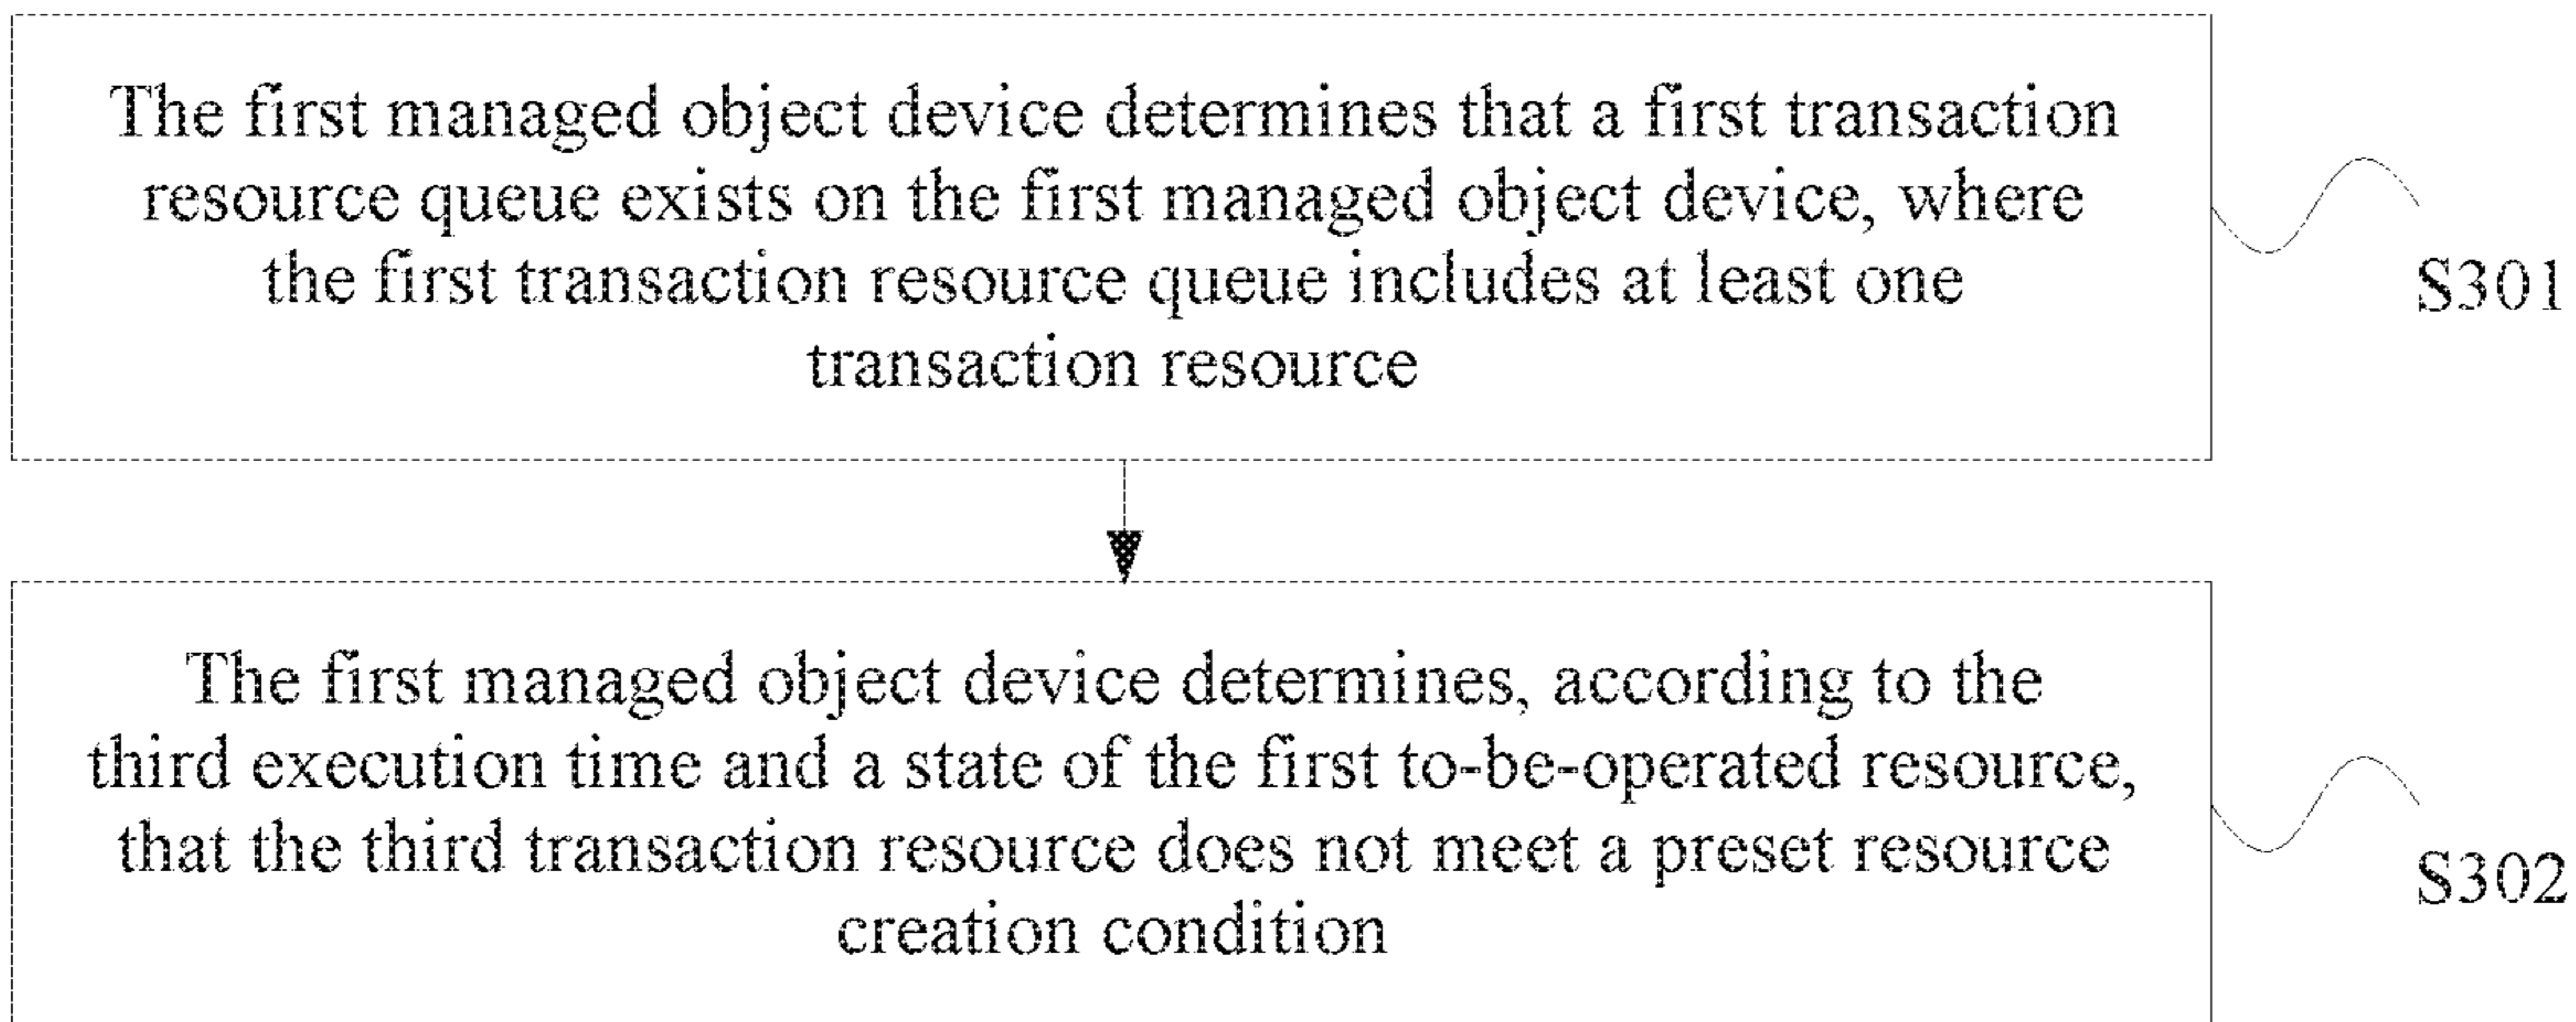 The first managed object device determines that a first transaction
resource queue exists on the first managed object device, where
the first transaction resource queue includes at least one
transaction resource
S301
The first managed object device determines, according to the
third execution time and a state of the first to-be-operated resource,
that the third transaction resource does not meet a preset resource
creation condition
S302